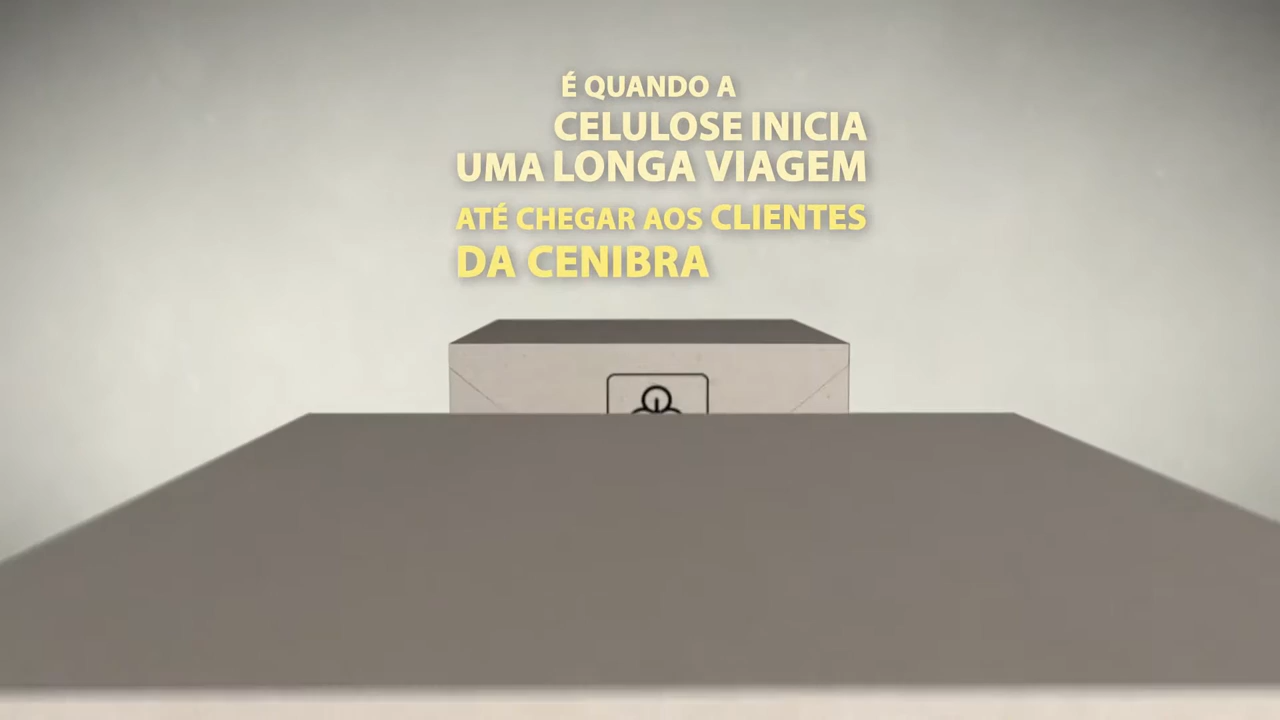 É QUANDO A
CELULOSE INICIA
UMA LONGA VIAGEM
ATÉ CHEGAR AOS CLIENTES
DA CENIBRA